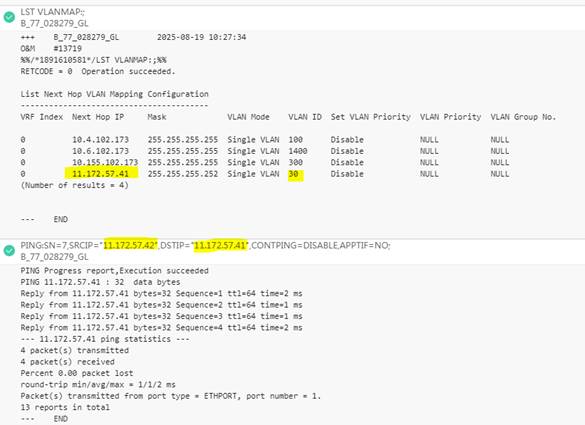 LST VLANMAP:;
B_77_028279_GL
+++    B_77_028279_GL        2025-08-19 10:27:34
O&M    #13719
%%/*1891610581*/LST VLANMAP:;%%
RETCODE = 0  Operation succeeded.
List Next Hop VLAN Mapping Configuration
----------------------------------------
VRF Index  Next Hop IP    Mask             VLAN Mode    VLAN ID  Set VLAN Priority  VLAN Priority  VLAN Group No.
0          10.4.102.173    255.255.255.255  Single VLAN  100      Disable            NULL           NULL
0          10.6.102.173    255.255.255.255  Single VLAN  1400     Disable            NULL           NULL
0          10.155.102.173  255.255.255.255  Single VLAN  300      Disable            NULL           NULL
0          11.172.57.41    255.255.255.252  Single VLAN  30       Disable            NULL           NULL
(Number of results = 4)
---    END
PING:SN=7,SRCIP="11.172.57.42",DSTIP="11.172.57.41",CONTPING=DISABLE,APPTIF=NO;
B_77_028279_GL
PING Progress report,Execution succeeded
PING 11.172.57.41 : 32  data bytes
Reply from 11.172.57.41 bytes=32 Sequence=1 ttl=64 time=2 ms
Reply from 11.172.57.41 bytes=32 Sequence=2 ttl=64 time=1 ms
Reply from 11.172.57.41 bytes=32 Sequence=3 ttl=64 time=1 ms
Reply from 11.172.57.41 bytes=32 Sequence=4 ttl=64 time=2 ms
--- 11.172.57.41 ping statistics ---
4 packet(s) transmitted
4 packet(s) received
Percent 0.00 packet lost
round-trip min/avg/max = 1/1/2 ms
Packet(s) transmitted from port type = ETHPORT, port number = 1.
13 reports in total
---    END